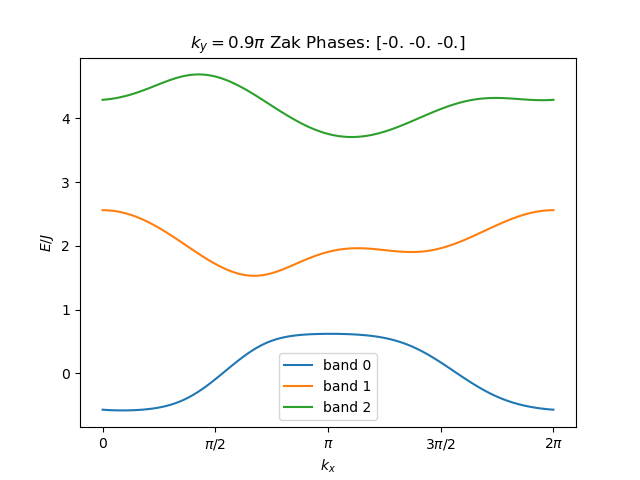 k_y = 0.9π Zak Phases: [-0. -0. -0.]
E/J
4
3
2
1
0
band 0
band 1
band 2
0 π/2 π 3π/2 2π
k_x